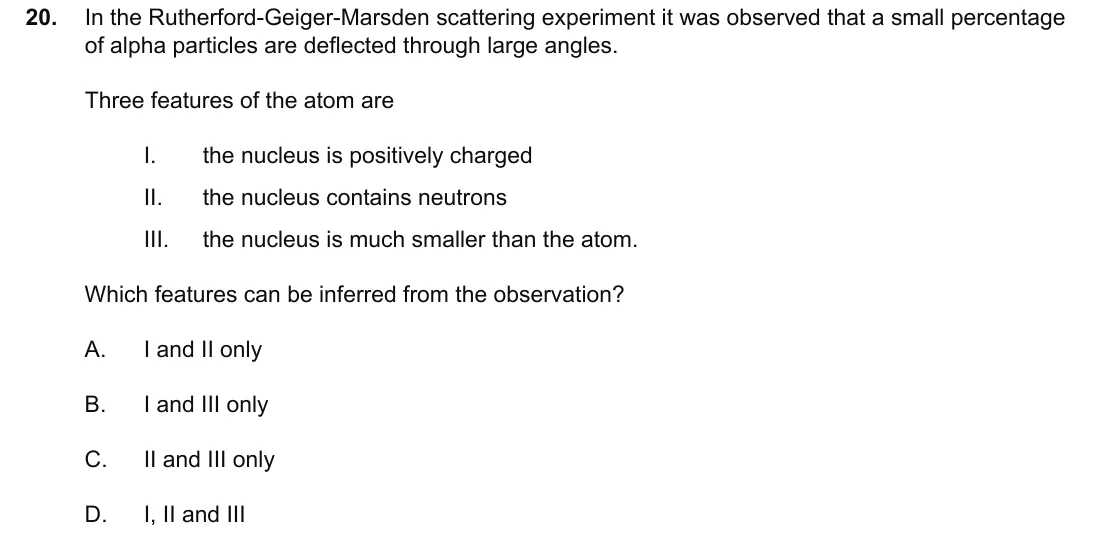 20. In the Rutherford-Geiger-Marsden scattering experiment it was observed that a small percentage
of alpha particles are deflected through large angles.
Three features of the atom are
I. the nucleus is positively charged
II. the nucleus contains neutrons
III. the nucleus is much smaller than the atom.
Which features can be inferred from the observation?
A. I and II only
B. I and III only
C. II and III only
D. I, II and III